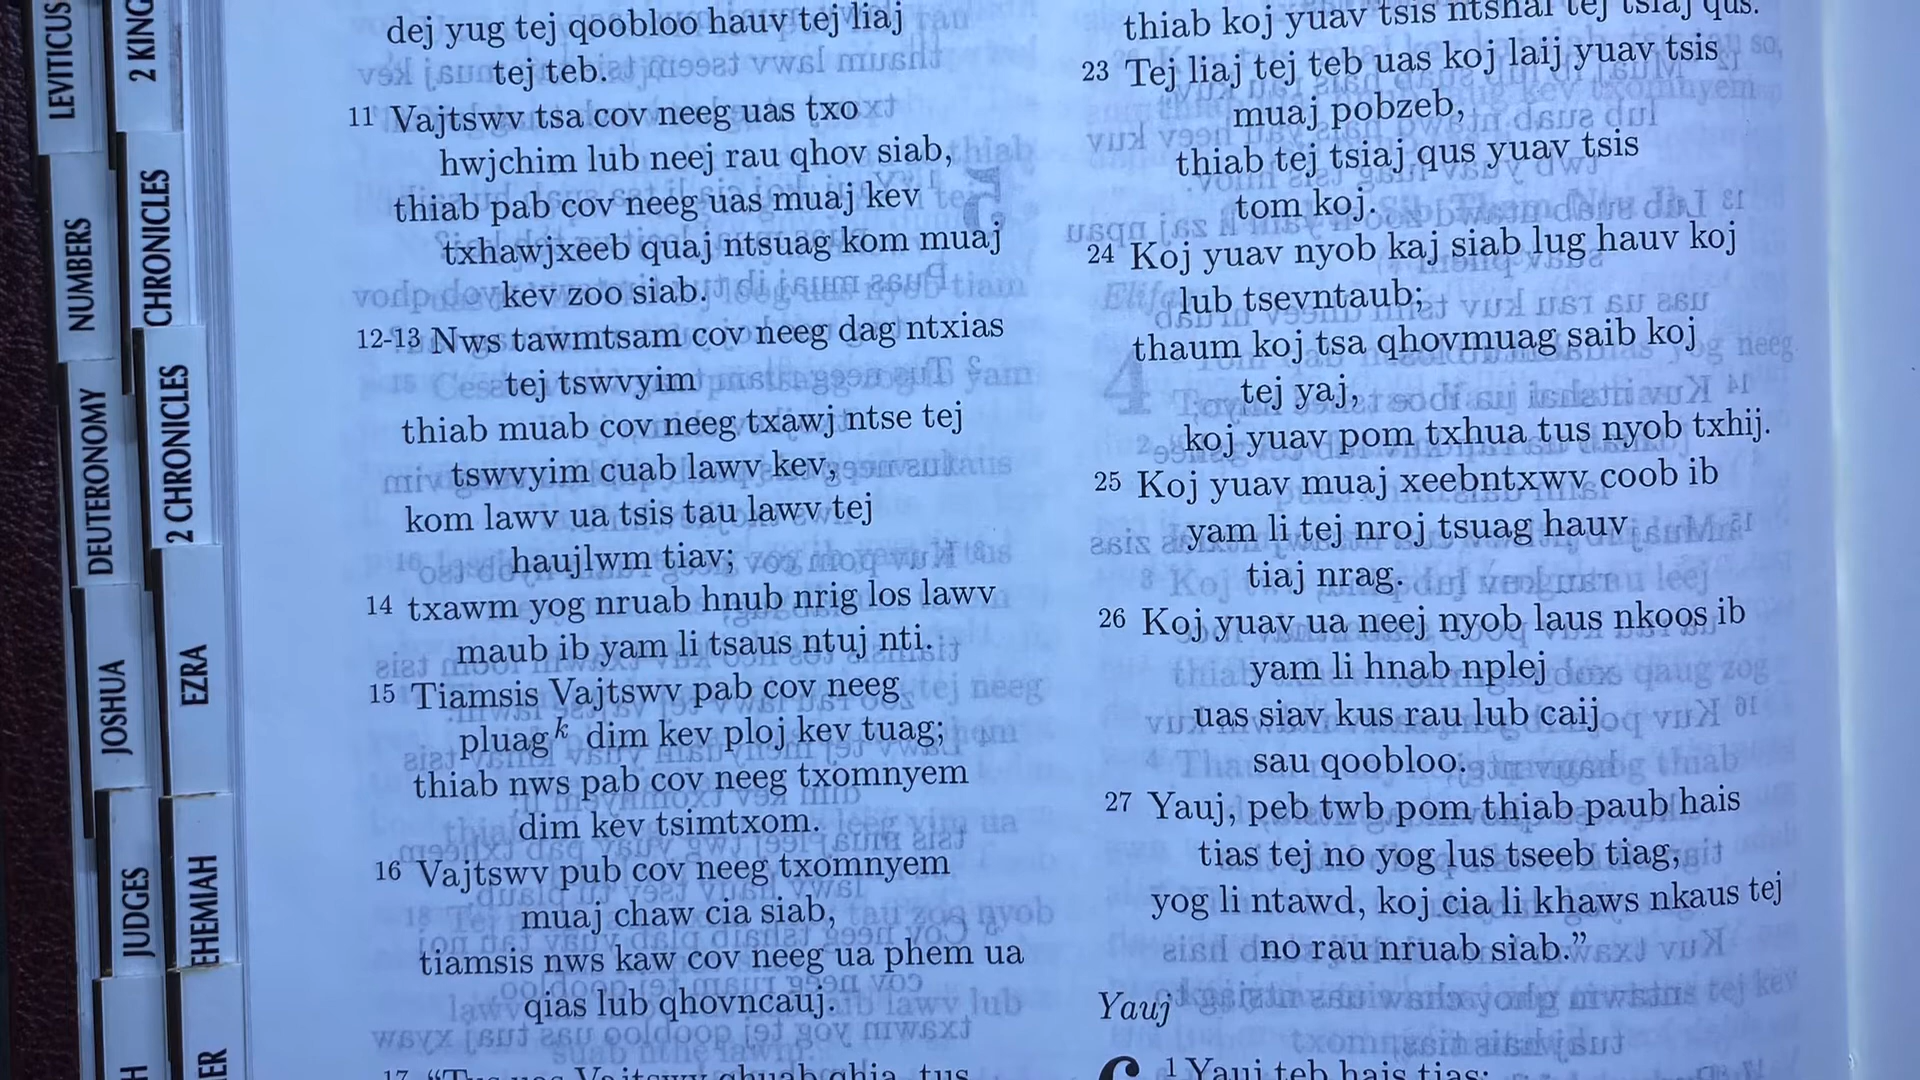 LEVITICUS
NUMBERS
DEUTERONOMY
JOSHUA
JUDGES
2 KING
CHRONICLES
2 CHRONICLES
EZRA
EHEMIAH
dej yug tej qoobloo hauv tej liaj
tej teb.
11 Vajtswv tsa cov neeg uas txo
hwjchim lub neej rau qhov siab,
thiab pab cov neeg uas muaj kev
txhawjxeeb quaj ntsuag kom muaj
kev zoo siab.
12-13 Nws tawmtsam cov neeg dag ntxias
tej tswvyim
thiab muab cov neeg txawj ntse tej
tswvyim cuab lawv kev,
kom lawv ua tsis tau lawv tej
haujlwm tiav;
14 txawm yog nruab hnub nrig los lawv
maub ib yam li tsaus ntuj nti.
15 Tiamsis Vajtswv pab cov neeg
pluag k dim kev ploj kev tuag;
thiab nws pab cov neeg txomnyem
dim kev tsimtxom.
16 Vajtswv pub cov neeg txomnyem
muaj chaw cia siab,
tiamsis nws kaw cov neeg ua phem ua
qias lub qhovncauj.
17 “Tus uas Vajtswv qhuab qhia, tus
thiab koj yuav tsis ntshai tej tsiaj qus.
23 Tej liaj tej teb uas koj laij yuav tsis
muaj pobzeb,
thiab tej tsiaj qus yuav tsis
tom koj.
24 Koj yuav nyob kaj siab lug hauv koj
lub tsevntaub;
thaum koj tsa qhovmuag saib koj
tej yaj,
koj yuav pom txhua tus nyob txhij.
25 Koj yuav muaj xeebntxwv coob ib
yam li tej nroj tsuag hauv
tiaj nrag.
26 Koj yuav ua neej nyob laus nkoos ib
yam li hnab nplej
uas siav kus rau lub caij
sau qoobloo.
27 Yauj, peb twb pom thiab paub hais
tias tej no yog lus tseeb tiag,
yog li ntawd, koj cia li khaws nkaus tej
no rau nruab siab.”
Yauj
1 Yauj teb hais tias: